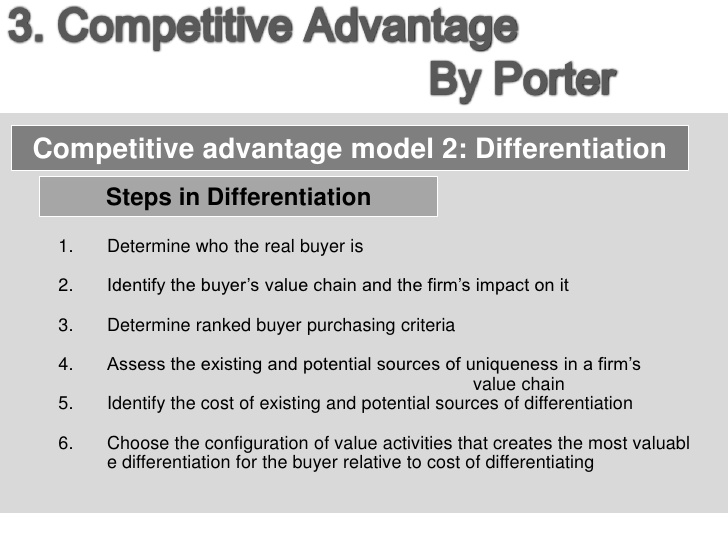 3. Competitive Advantage
By Porter
Competitive advantage model 2: Differentiation
Steps in Differentiation
1. Determine who the real buyer is
2. Identify the buyer’s value chain and the firm’s impact on it
3. Determine ranked buyer purchasing criteria
4. Assess the existing and potential sources of uniqueness in a firm’s
value chain
5. Identify the cost of existing and potential sources of differentiation
6. Choose the configuration of value activities that creates the most valuabl
e differentiation for the buyer relative to cost of differentiating